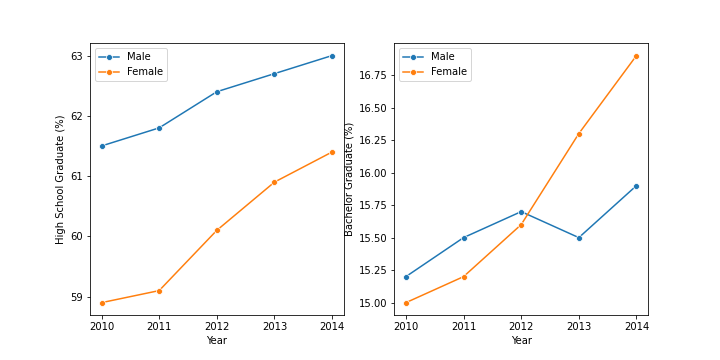 Male
Female
High School Graduate (%)
63
62
61
60
59
2010 2011 2012 2013 2014
Year
Male
Female
Bachelor Graduate (%)
16.75
16.50
16.25
16.00
15.75
15.50
15.25
15.00
2010 2011 2012 2013 2014
Year